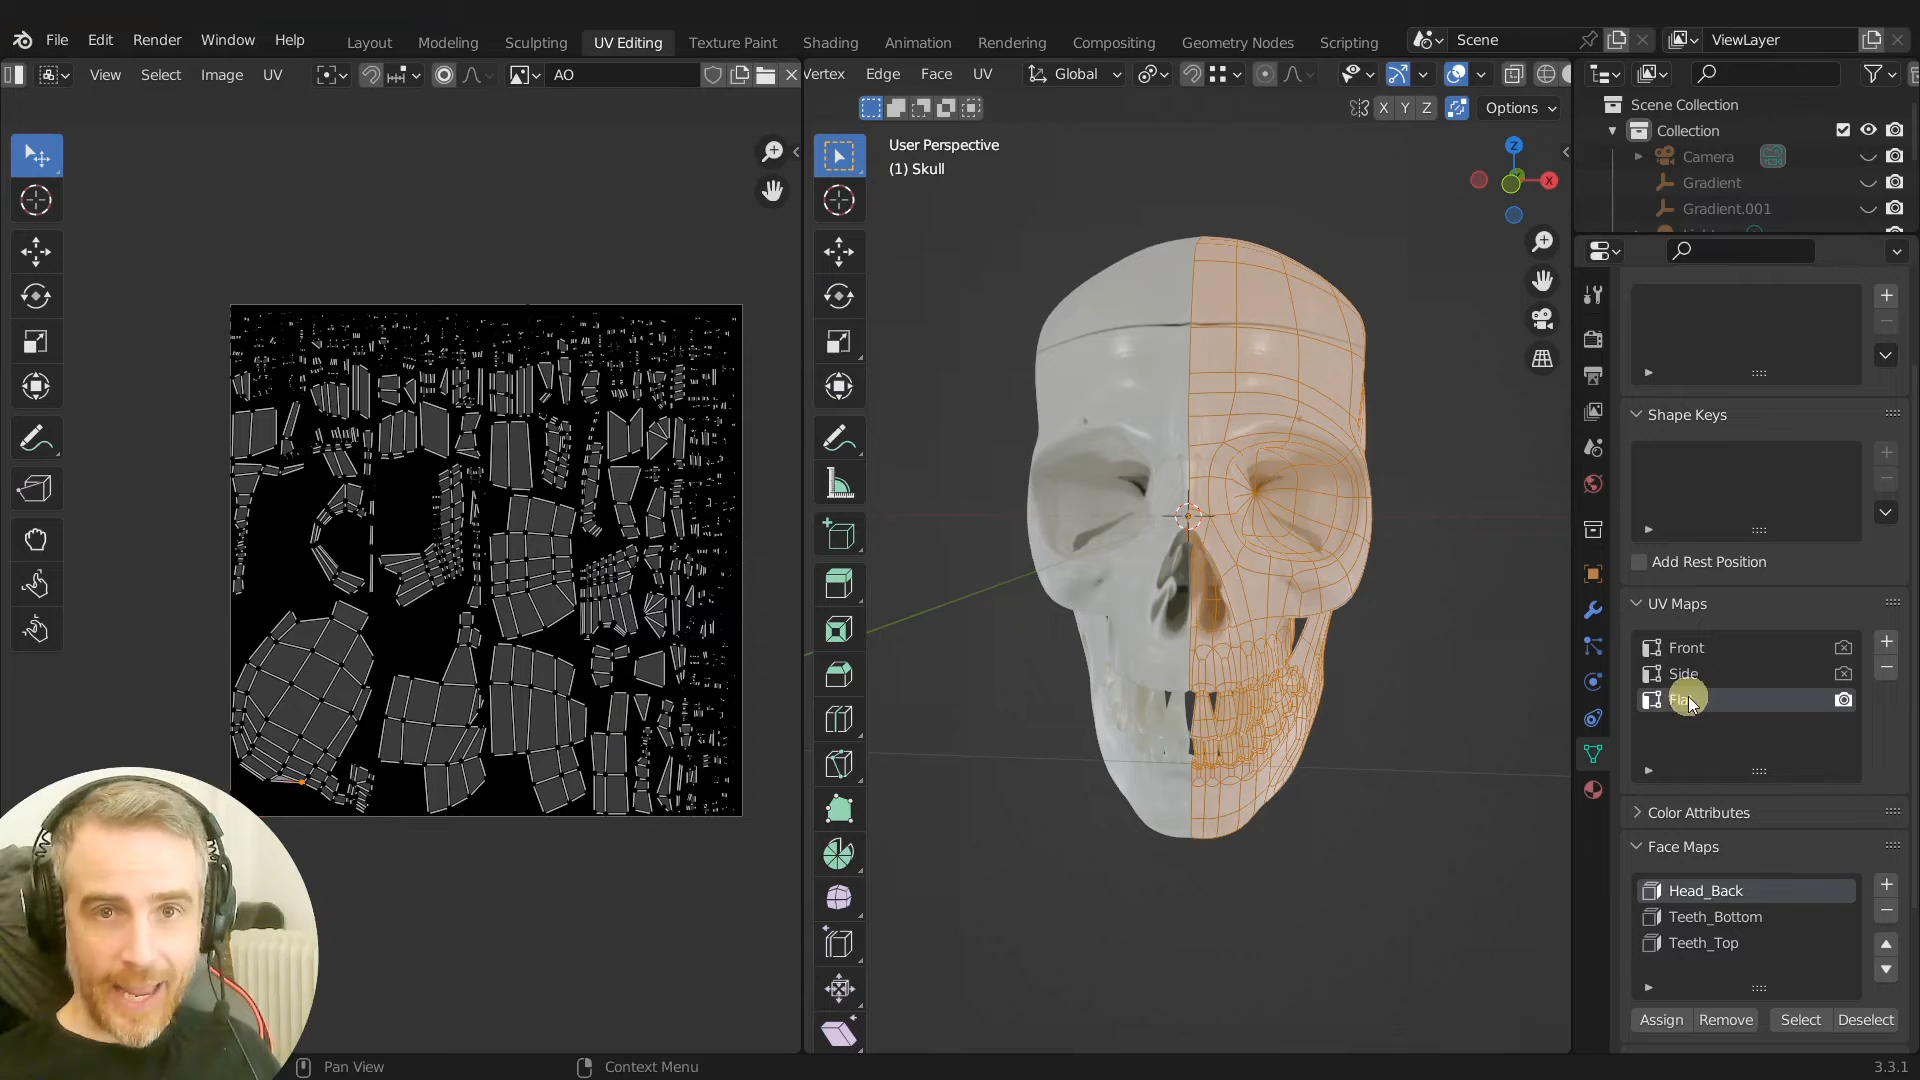 File Edit Render Window Help Layout Modeling Sculpting UV Editing Texture Paint Shading Animation Rendering Compositing Geometry Nodes Scripting Scene ViewLayer
View Select Image UV AO Vertex Edge Face UV Global
X Y Z Options
Scene Collection
Collection
Camera
Gradient
Gradient.001
User Perspective
(1) Skull
Z
X
Shape Keys
Add Rest Position
UV Maps
Front
Side
Color Attributes
Face Maps
Head_Back
Teeth_Bottom
Teeth_Top
Assign Remove Select Deselect
Pan View Context Menu 3.3.1